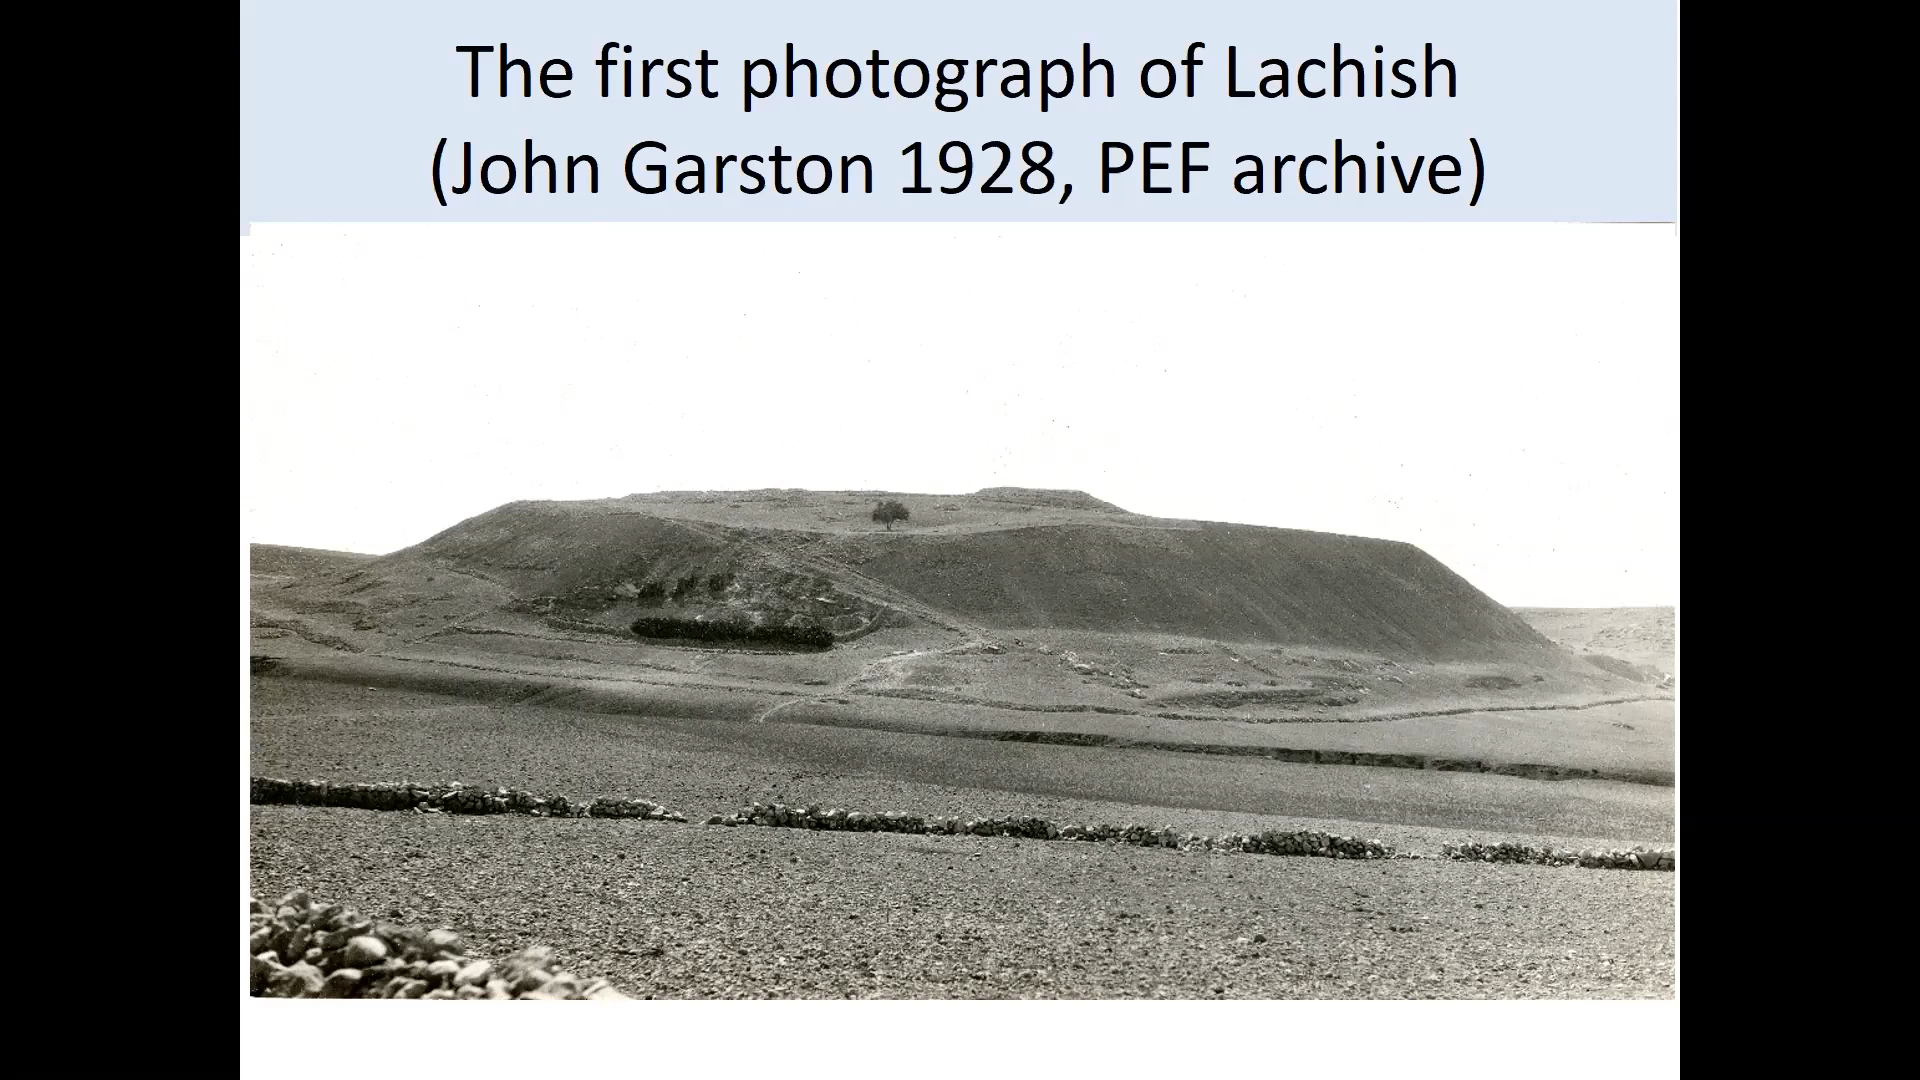 The first photograph of Lachish
(John Garston 1928, PEF archive)